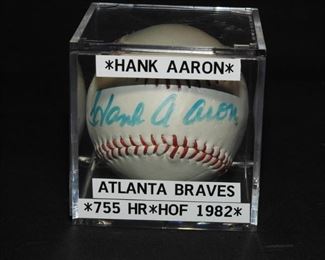 *HANK AARON*
Hank Aaron
ATLANTA BRAVES
*755 HR*HOF 1982*